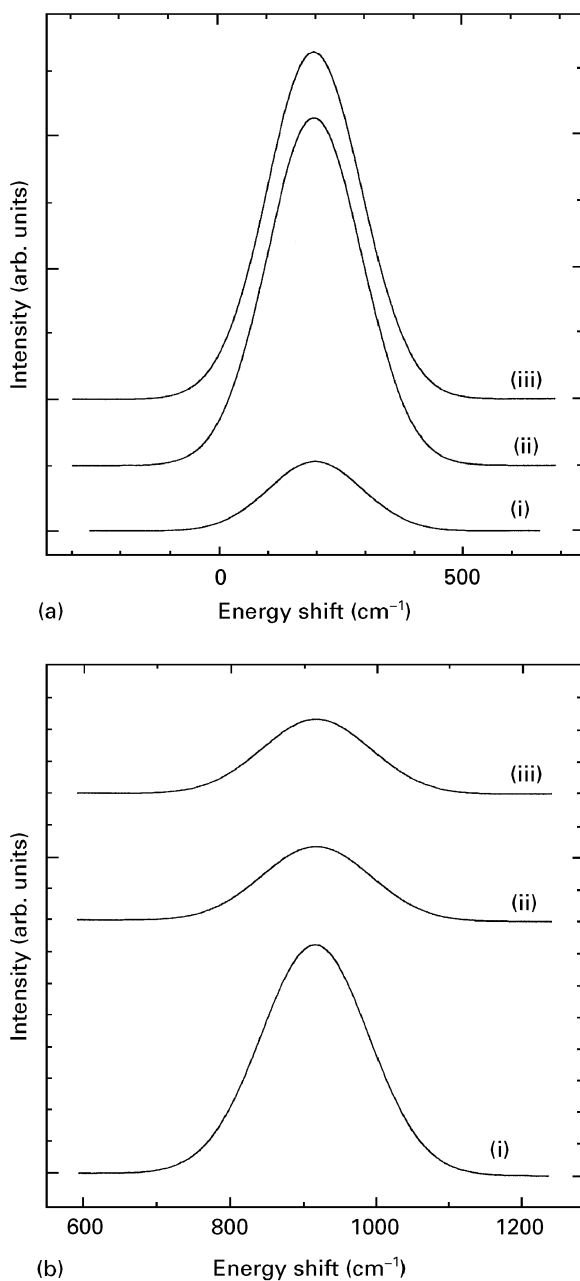 Intensity (arb. units)
(iii)
(ii)
(i)
0
500
(a)
Energy shift (cm⁻¹)
Intensity (arb. units)
(iii)
(ii)
(i)
600
800
1000
1200
(b)
Energy shift (cm⁻¹)